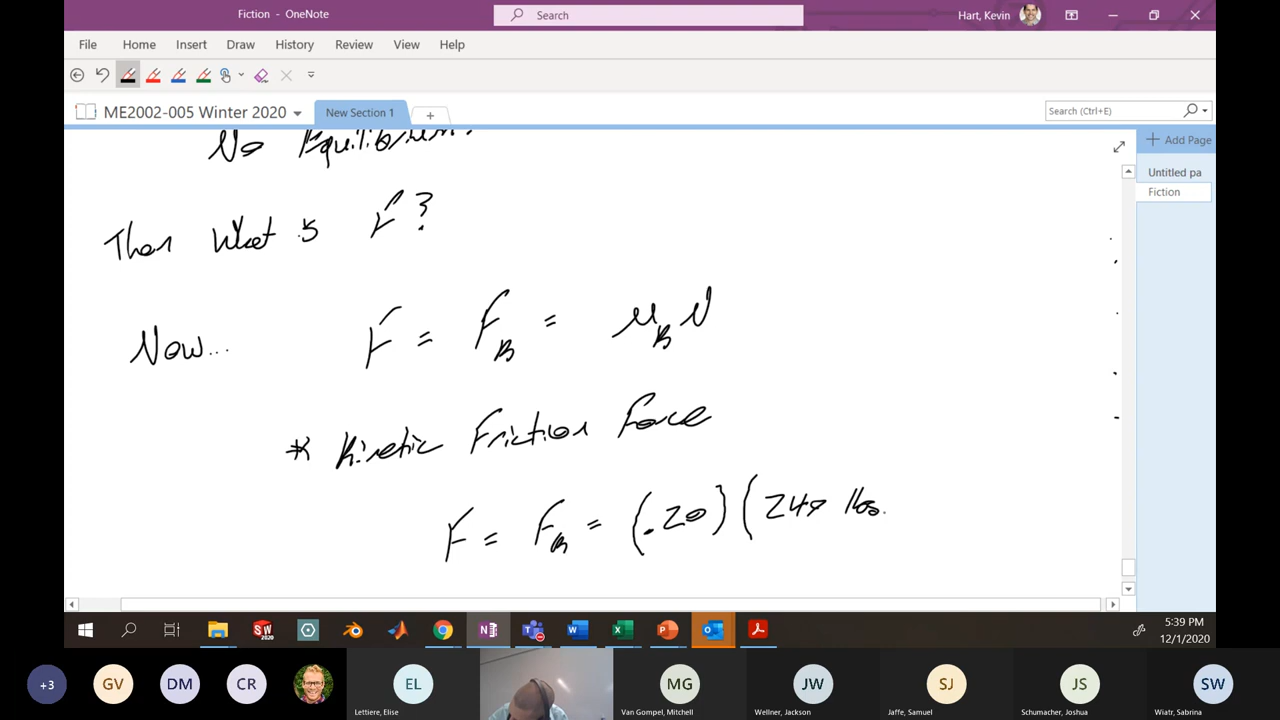 Fiction - OneNote
Search
Hart, Kevin
File Home Insert Draw History Review View Help
ME2002-005 Winter 2020
New Section 1
Search (Ctrl+E)
Add Page
Untitled pa
Fiction
No Equilibrium.
Then What is F?
Now... F = F_k = μ_k N
* Kinetic Friction Force
F = F_k = (.20)(240 lbs.
5:39 PM
12/1/2020
+3 GV DM CR EL MG JW SJ JS SW
Lettiere, Elise
Van Gompel, Mitchell
Wellner, Jackson
Jaffe, Samuel
Schumacher, Joshua
Wiatr, Sabrina